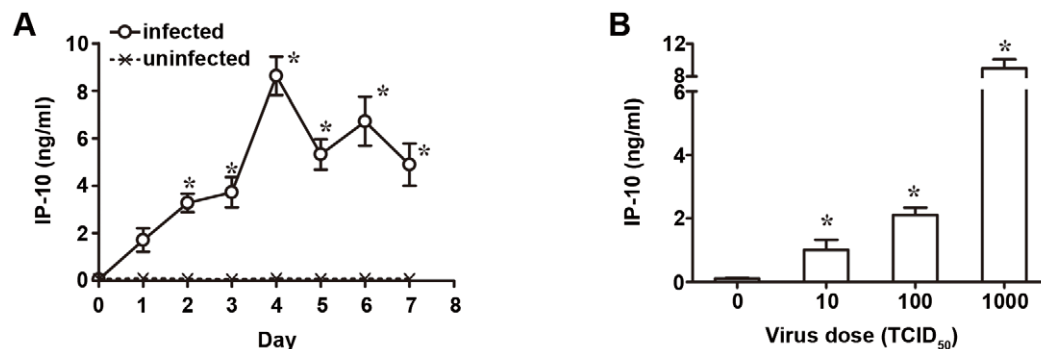 A
infected
uninfected
10
8
6
4
2
0
IP-10 (ng/ml)
* * * * * *
0 1 2 3 4 5 6 7 8
Day
B
12
8
6
4
2
0
IP-10 (ng/ml)
* * *
0 10 100 1000
Virus dose (TCID₅₀)